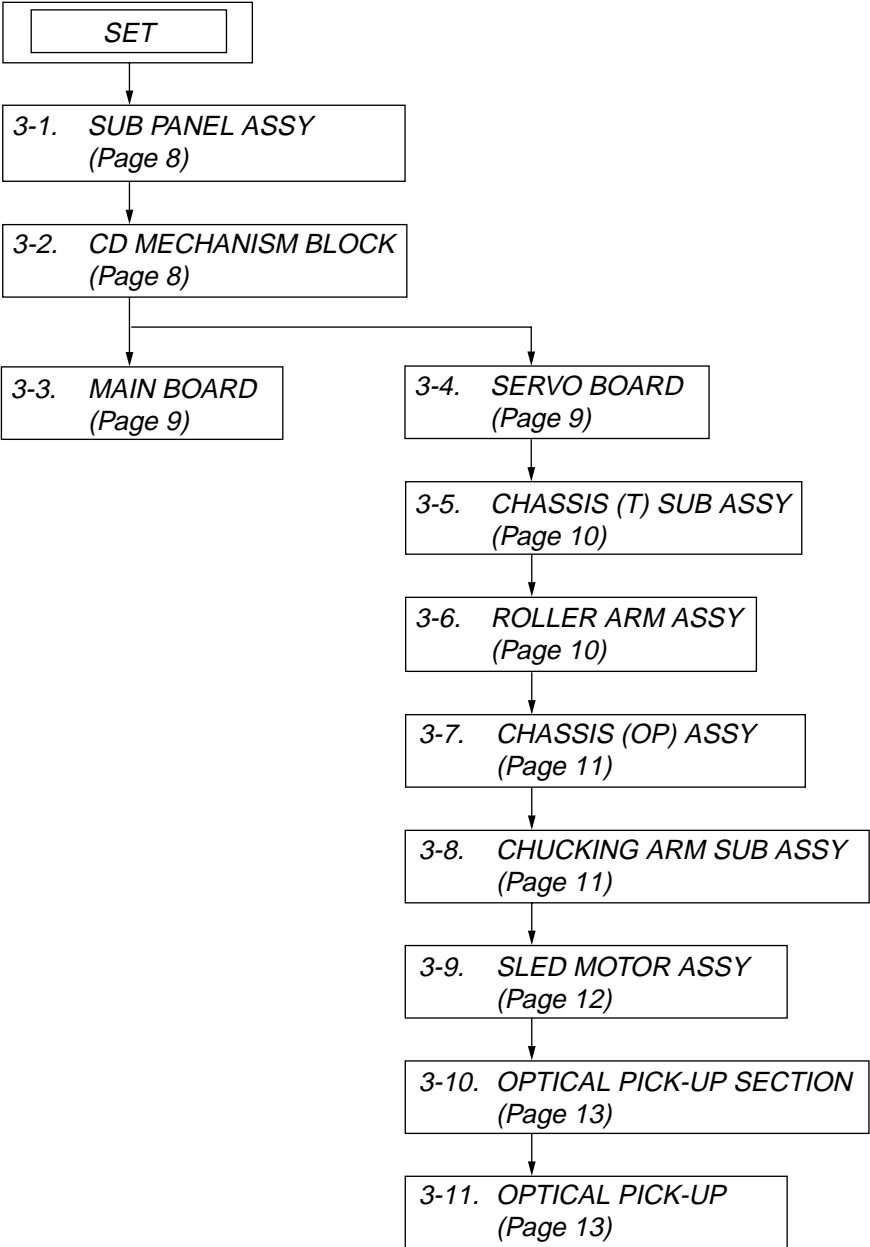 SET
3-1. SUB PANEL ASSY
(Page 8)
3-2. CD MECHANISM BLOCK
(Page 8)
3-3. MAIN BOARD
(Page 9)
3-4. SERVO BOARD
(Page 9)
3-5. CHASSIS (T) SUB ASSY
(Page 10)
3-6. ROLLER ARM ASSY
(Page 10)
3-7. CHASSIS (OP) ASSY
(Page 11)
3-8. CHUCKING ARM SUB ASSY
(Page 11)
3-9. SLED MOTOR ASSY
(Page 12)
3-10. OPTICAL PICK-UP SECTION
(Page 13)
3-11. OPTICAL PICK-UP
(Page 13)